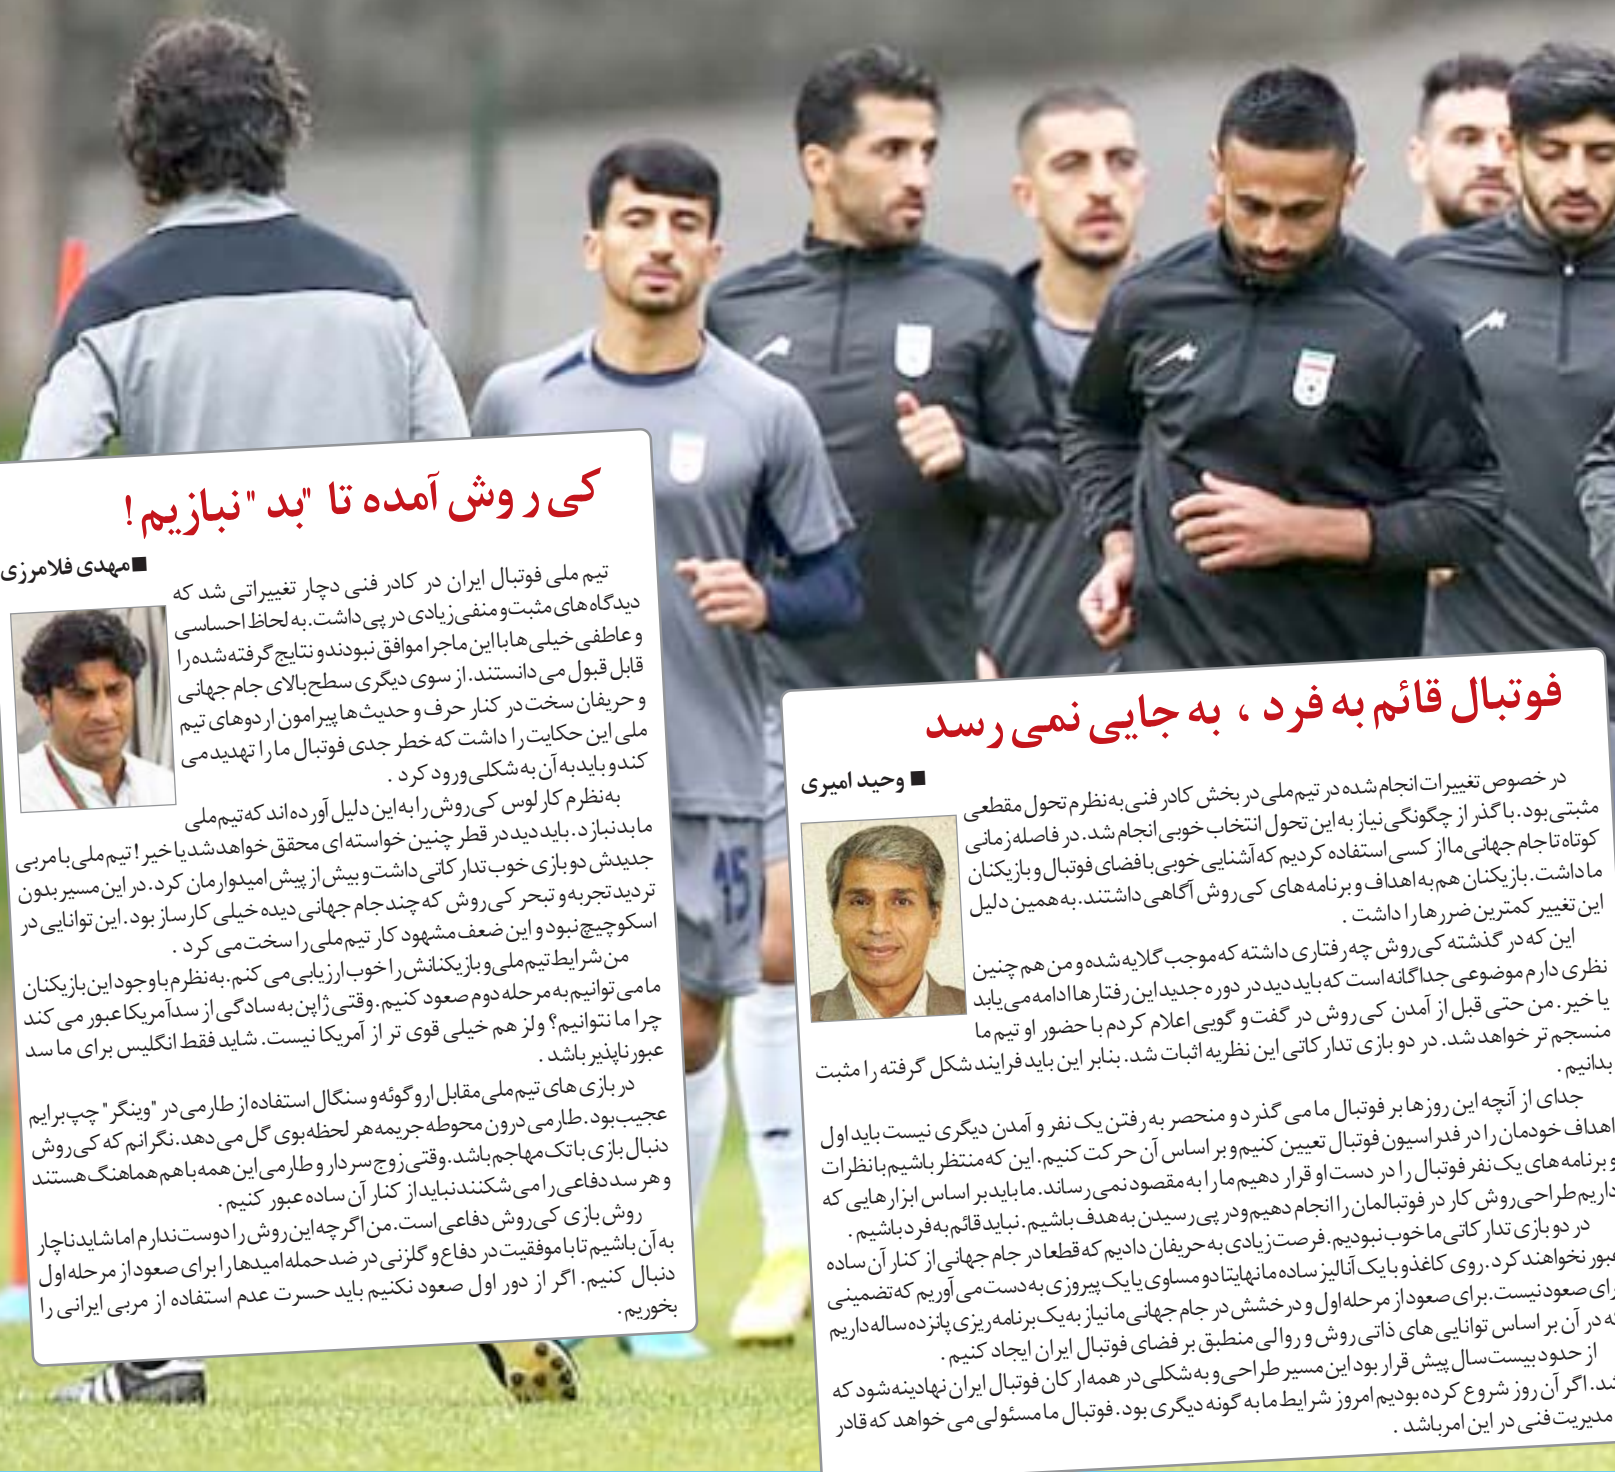 کی روش آمده تا "بد" نبازیم!
■مهدی فلامرزی
تیم ملی فوتبال ایران در کادر فنی دچار تغییراتی شد که
دیدگاه‌های مثبت و منفی زیادی در پی داشت. به لحاظ احساسی
و عاطفی خیلی ها با این ماجرا موافق نبودند و نتایج گرفته شده را
قابل قبول می دانستند. از سوی دیگری سطح بالای جام جهانی
و حریفان سخت در کنار حرف و حدیث ها پیرامون اردوهای تیم
ملی این حکایت را داشت که خطر جدی فوتبال ما را تهدید می
کند و باید به آن به شکلی ورود کرد .
به نظرم کارلوس کی روش را به این دلیل آورده اند که تیم ملی
ما بد نبازد . باید دید در قطر چنین خواسته ای محقق خواهد شد یا خیر ! تیم ملی با مربی
جدیدش دو بازی خوب تدارکاتی داشت و بیش از پیش امیدوارمان کرد. در این مسیر بدون
تردید تجربه و تبحر کی روش که چند جام جهانی دیده خیلی کارساز بود . این توانایی در
اسکوچیچ نبود و این ضعف مشهود کار تیم ملی را سخت می کرد .
من شرایط تیم ملی و بازیکنانش را خوب ارزیابی می کنم . به نظرم با وجود این بازیکنان
ما می توانیم به مرحله دوم صعود کنیم . وقتی ژاپن به سادگی از سد آمریکا عبور می کند
چرا ما نتوانیم؟ ولز هم خیلی قوی تر از آمریکا نیست. شاید فقط انگلیس برای ما سد
عبور ناپذیر باشد .
در بازی های تیم ملی مقابل اروگوئه و سنگال استفاده از طارمی در "وینگر" چپ برایم
عجیب بود . طارمی درون محوطه جریمه هر لحظه بوی گل می دهد. نگرانم که کی روش
دنبال بازی با تک مهاجم باشد. وقتی زوج سردار و طارمی این همه با هم هماهنگ هستند
و هر سد دفاعی را می شکنند نباید از کنار آن ساده عبور کنیم .
روش بازی کی روش دفاعی است. من اگر چه این روش را دوست ندارم اما شاید ناچار
به آن باشیم تا با موفقیت در دفاع و گلزنی در ضد حمله امیدها را برای صعود از مرحله اول
دنبال کنیم. اگر از دور اول صعود نکنیم باید حسرت عدم استفاده از مربی ایرانی را
بخوریم .
فوتبال قائم به فرد ، به جایی نمی رسد
■ وحید امیری
در خصوص تغییرات انجام شده در تیم ملی در بخش کادر فنی به نظرم تحول مقطعی
مثبتی بود . با گذر از چگونگی نیاز به این تحول انتخاب خوبی انجام شد . در فاصله زمانی
کوتاه تا جام جهانی ما از کسی استفاده کردیم که آشنایی خوبی با فضای فوتبال و بازیکنان
ما داشت . بازیکنان هم به اهداف و برنامه های کی روش آگاهی داشتند. به همین دلیل
این تغییر کمترین ضررها را داشت .
این که در گذشته کی روش چه رفتاری داشته که موجب گلایه شده و من هم چنین
نظری دارم موضوعی جداگانه است که باید دید در دوره جدید این رفتارها ادامه می یابد
یا خیر . من حتی قبل از آمدن کی روش در گفت و گویی اعلام کردم با حضور او تیم ما
منسجم تر خواهد شد. در دو بازی تدارکاتی این نظریه اثبات شد. بنابر این باید فرایند شکل گرفته را مثبت
بدانیم .
جدای از آنچه این روزها بر فوتبال ما می گذرد و منحصر به رفتن یک نفر و آمدن دیگری نیست باید اول
اهداف خودمان را در فدراسیون فوتبال تعیین کنیم و بر اساس آن حرکت کنیم . این که منتظر باشیم با نظرات
و برنامه های یک نفر فوتبال را در دست او قرار دهیم ما را به مقصود نمی رساند. ما باید بر اساس ابزارهایی که
داریم طراحی روش کار در فوتبالمان را انجام دهیم و در پی رسیدن به هدف باشیم . نباید قائم به فرد باشیم .
در دو بازی تدارکاتی ما خوب نبودیم . فرصت زیادی به حریفان دادیم که قطعا در جام جهانی از کنار آن ساده
عبور نخواهند کرد . روی کاغذ و با یک آنالیز ساده ما نهایتا دو مساوی یا یک پیروزی به دست می آوریم که تضمینی
برای صعود نیست. برای صعود از مرحله اول و درخشش در جام جهانی ما نیاز به یک برنامه ریزی پانزده ساله داریم
که در آن بر اساس توانایی های ذاتی روش و روالی منطبق بر فضای فوتبال ایران ایجاد کنیم .
از حدود بیست سال پیش قرار بود این مسیر طراحی و به شکلی در همه ارکان فوتبال ایران نهادینه شود که
شد. اگر آن روز شروع کرده بودیم امروز شرایط ما به گونه دیگری بود . فوتبال ما مسئولی می خواهد که قادر
مدیریت فنی در این امر باشد .
15